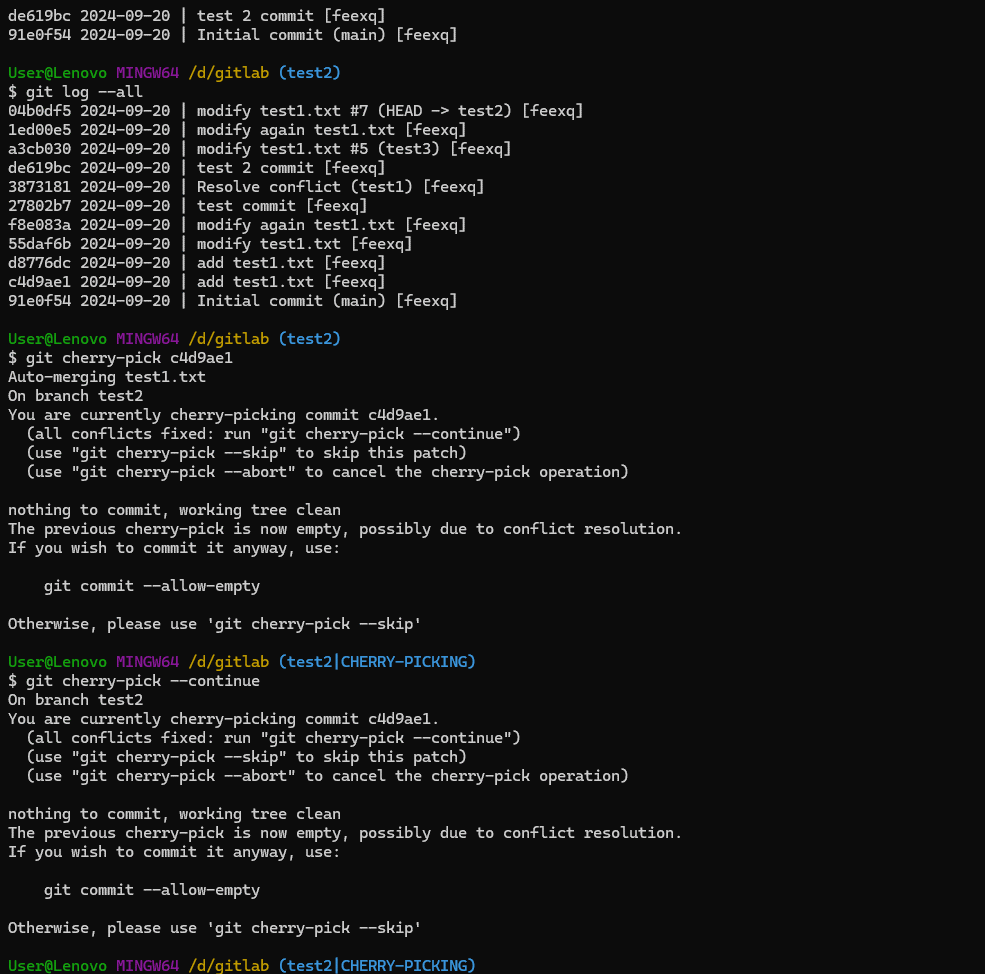 de619bc 2024-09-20 | test 2 commit [feexq]
91e0f54 2024-09-20 | Initial commit (main) [feexq]
User@Lenovo MINGW64 /d/gitlab (test2)
$ git log --all
04b0df5 2024-09-20 | modify test1.txt #7 (HEAD -> test2) [feexq]
1ed00e5 2024-09-20 | modify again test1.txt [feexq]
a3cb030 2024-09-20 | modify test1.txt #5 (test3) [feexq]
de619bc 2024-09-20 | test 2 commit [feexq]
3873181 2024-09-20 | Resolve conflict (test1) [feexq]
27802b7 2024-09-20 | test commit [feexq]
f8e083a 2024-09-20 | modify again test1.txt [feexq]
55daf6b 2024-09-20 | modify test1.txt [feexq]
d8776dc 2024-09-20 | add test1.txt [feexq]
c4d9ae1 2024-09-20 | add test1.txt [feexq]
91e0f54 2024-09-20 | Initial commit (main) [feexq]
User@Lenovo MINGW64 /d/gitlab (test2)
$ git cherry-pick c4d9ae1
Auto-merging test1.txt
On branch test2
You are currently cherry-picking commit c4d9ae1.
  (all conflicts fixed: run "git cherry-pick --continue")
  (use "git cherry-pick --skip" to skip this patch)
  (use "git cherry-pick --abort" to cancel the cherry-pick operation)
nothing to commit, working tree clean
The previous cherry-pick is now empty, possibly due to conflict resolution.
If you wish to commit it anyway, use:
    git commit --allow-empty
Otherwise, please use 'git cherry-pick --skip'
User@Lenovo MINGW64 /d/gitlab (test2|CHERRY-PICKING)
$ git cherry-pick --continue
On branch test2
You are currently cherry-picking commit c4d9ae1.
  (all conflicts fixed: run "git cherry-pick --continue")
  (use "git cherry-pick --skip" to skip this patch)
  (use "git cherry-pick --abort" to cancel the cherry-pick operation)
nothing to commit, working tree clean
The previous cherry-pick is now empty, possibly due to conflict resolution.
If you wish to commit it anyway, use:
    git commit --allow-empty
Otherwise, please use 'git cherry-pick --skip'
User@Lenovo MINGW64 /d/gitlab (test2|CHERRY-PICKING)